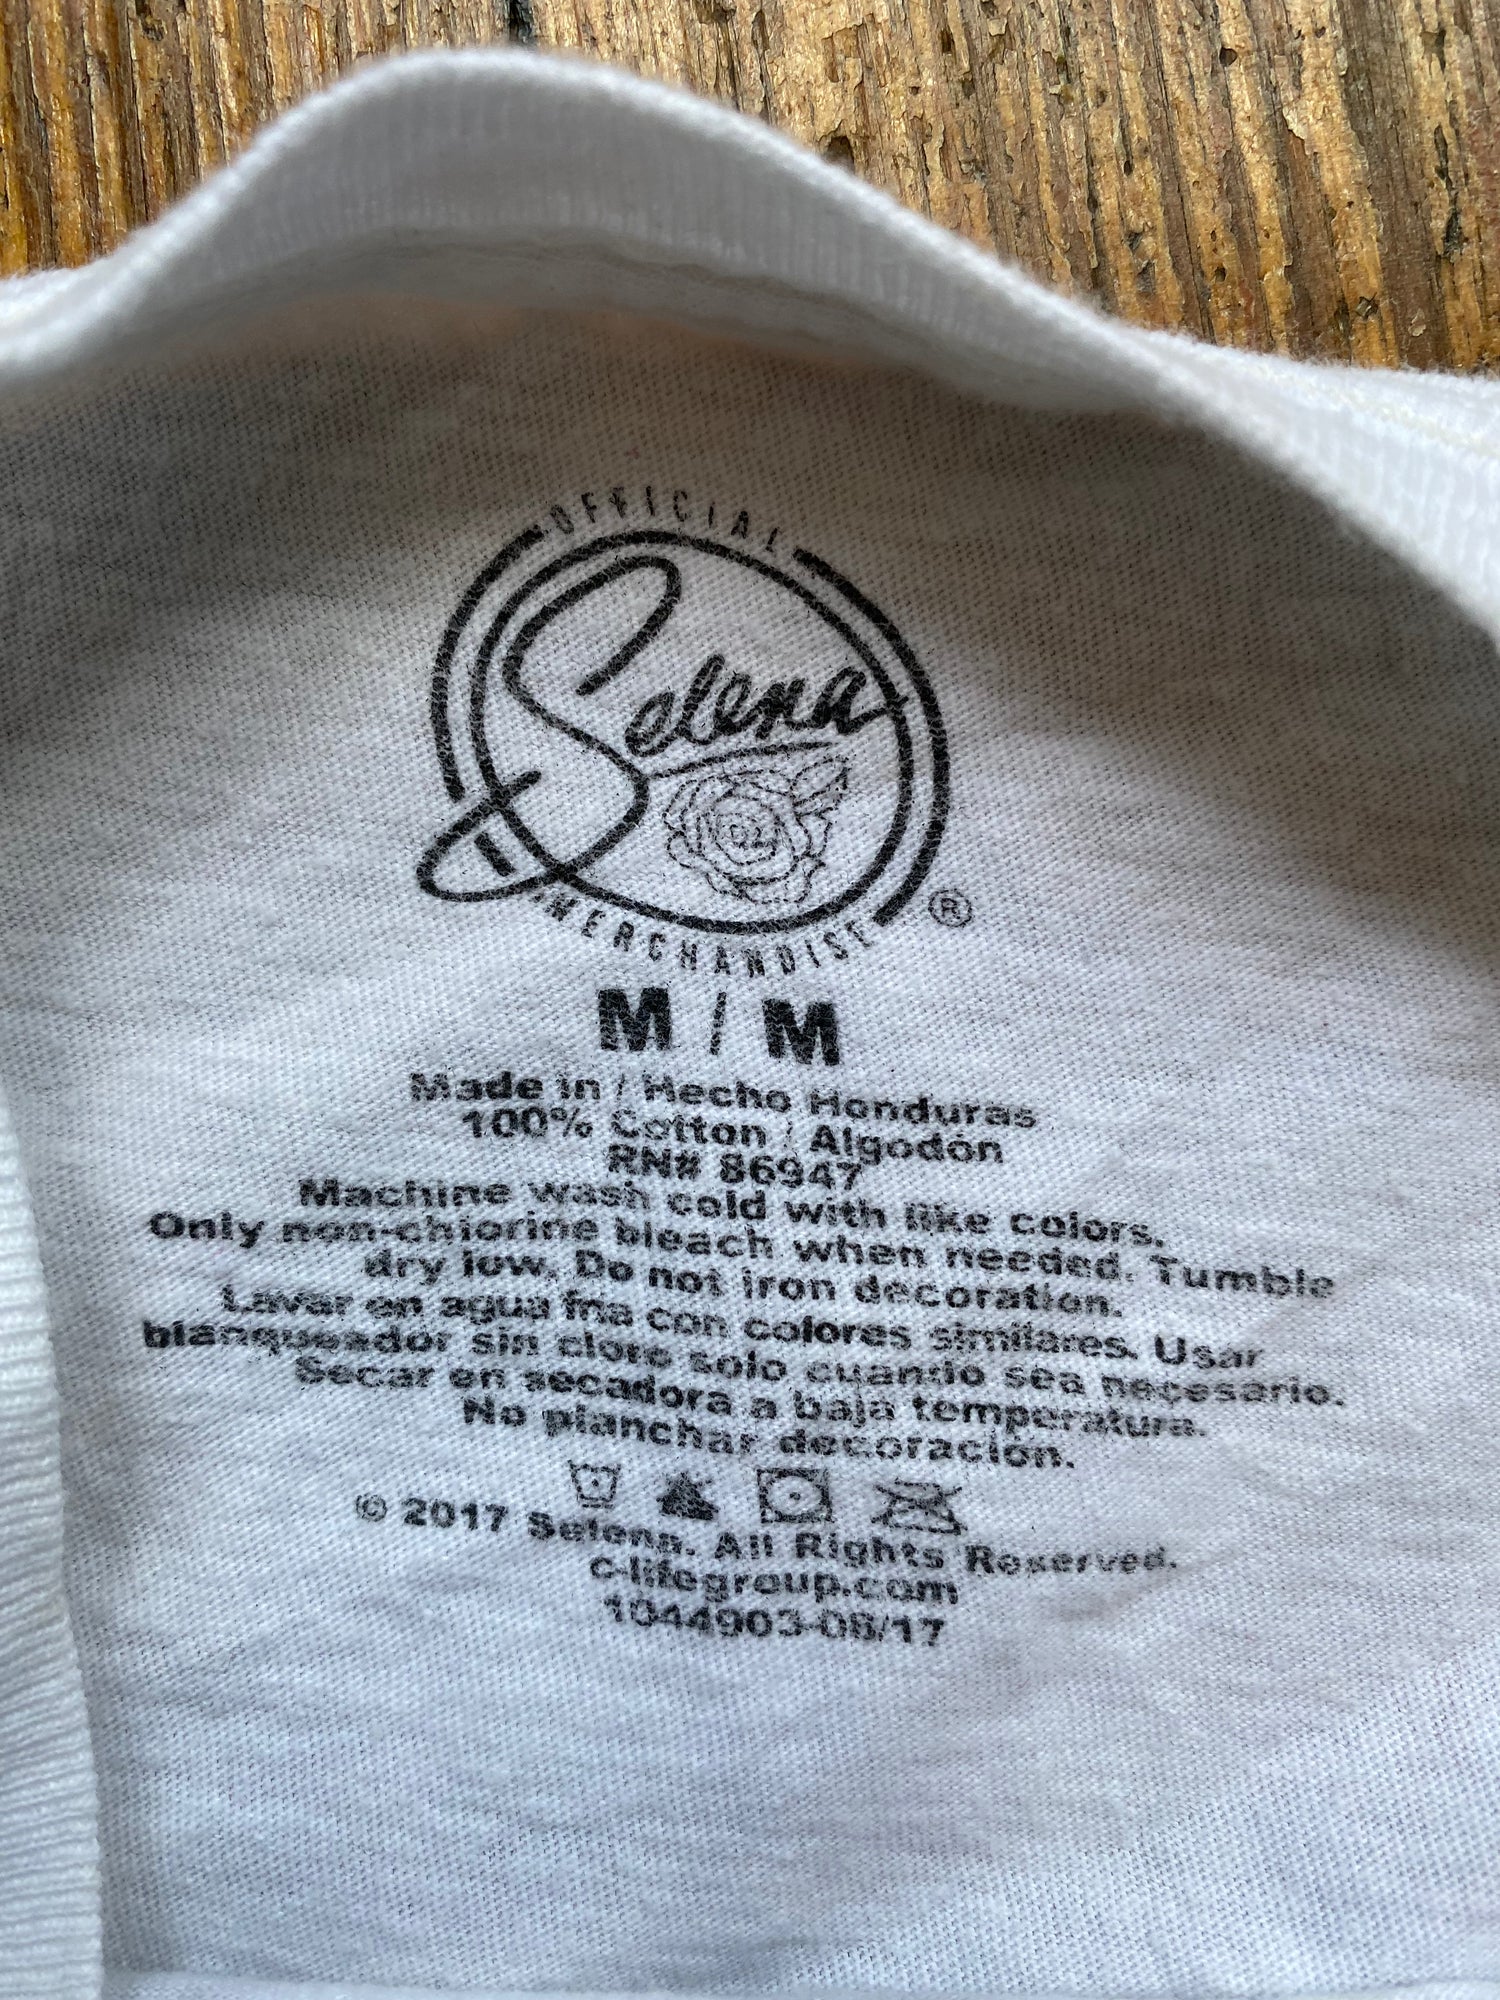 OFFICIAL
Selena
MERCHANDISE ®
M / M
Made in / Hecho Honduras
100% Cotton / Algodón
RN# 86947
Machine wash cold with like colors.
Only non-chlorine bleach when needed. Tumble
dry low. Do not iron decoration.
Lavar en agua fria con colores similares. Usar
blanqueador sin cloro solo cuando sea necesario.
Secar en secadora a baja temperatura.
No planchar decoración.
© 2017 Selena. All Rights Reserved.
c-lifegroup.com
1044903-08/17